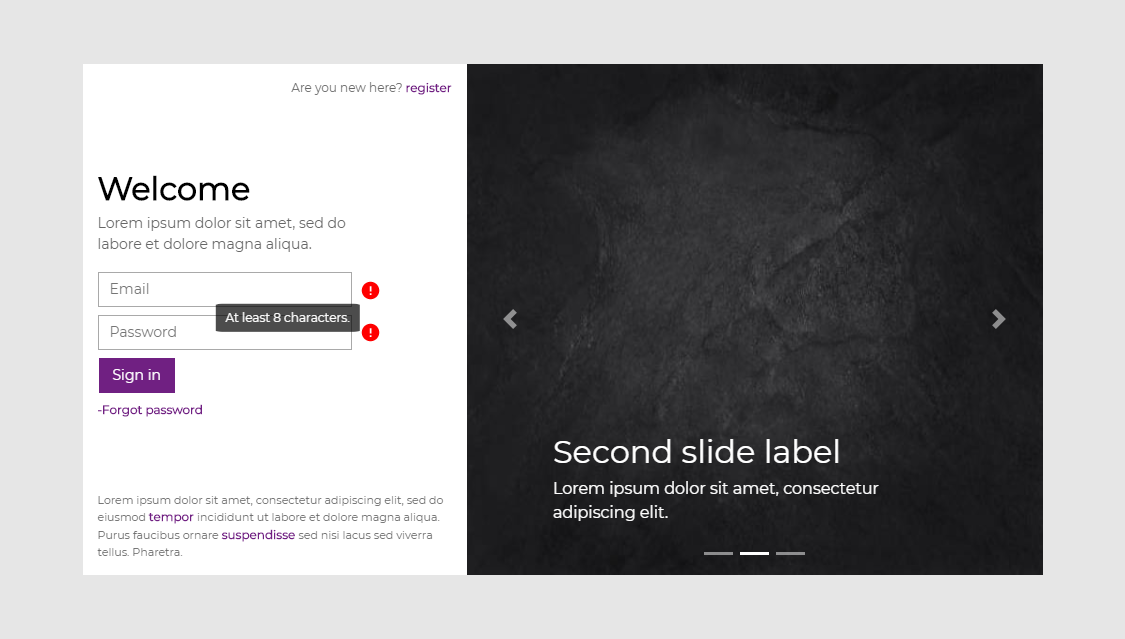 Are you new here? register
Welcome
Lorem ipsum dolor sit amet, sed do
labore et dolore magna aliqua.
Email
At least 8 characters.
Password
Sign in
-Forgot password
Lorem ipsum dolor sit amet, consectetur adipiscing elit, sed do
eiusmod tempor incididunt ut labore et dolore magna aliqua.
Purus faucibus ornare suspendisse sed nisi lacus sed viverra
tellus. Pharetra.
Second slide label
Lorem ipsum dolor sit amet, consectetur
adipiscing elit.